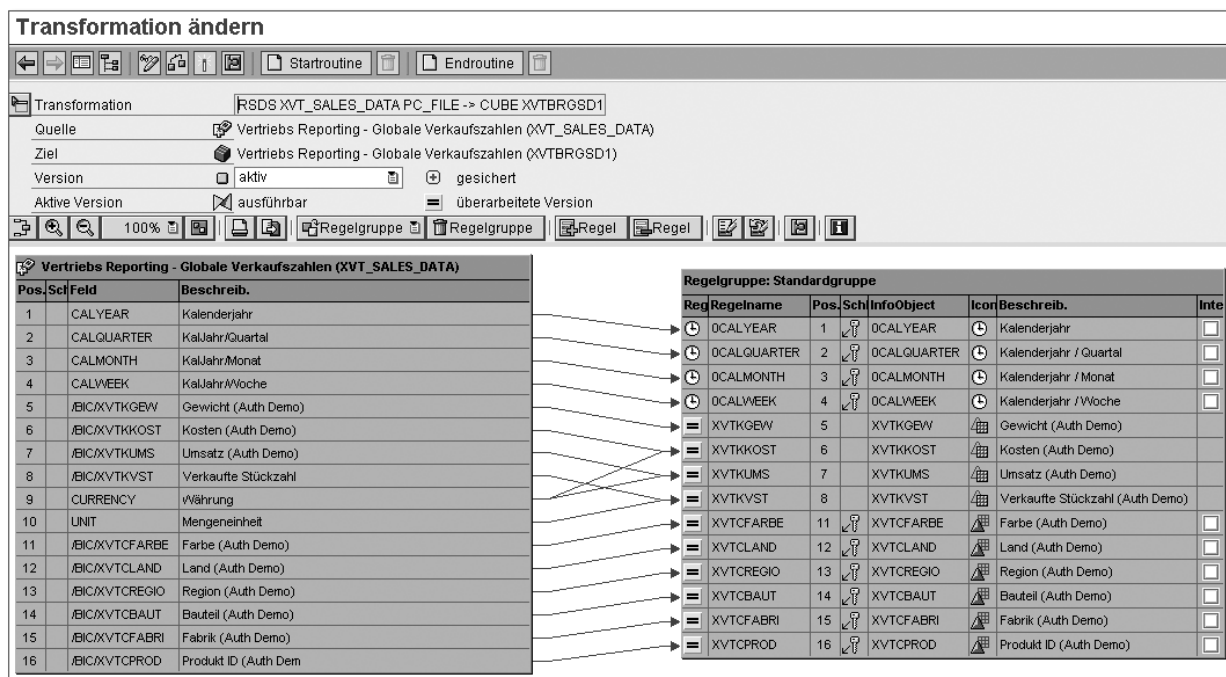 Transformation ändern
Startroutine Endroutine
Transformation RSDS XVT_SALES_DATA PC_FILE -> CUBE XVTBRGSD1
Quelle Vertriebs Reporting - Globale Verkaufszahlen (XVT_SALES_DATA)
Ziel Vertriebs Reporting - Globale Verkaufszahlen (XVTBRGSD1)
Version aktiv gesichert
Aktive Version ausführbar überarbeitete Version
100% Regelgruppe Regelgruppe Regel Regel
Vertriebs Reporting - Globale Verkaufszahlen (XVT_SALES_DATA)
Pos. Scl Feld Beschreib.
1 CALYEAR Kalenderjahr
2 CALQUARTER KalJahr/Quartal
3 CALMONTH KalJahr/Monat
4 CALWEEK KalJahr/Woche
5 /BIC/XVTKGEW Gewicht (Auth Demo)
6 /BIC/XVTKKOST Kosten (Auth Demo)
7 /BIC/XVTKUMS Umsatz (Auth Demo)
8 /BIC/XVTKVST Verkaufte Stückzahl
9 CURRENCY Währung
10 UNIT Mengeneinheit
11 /BIC/XVTCFARBE Farbe (Auth Demo)
12 /BIC/XVTCLAND Land (Auth Demo)
13 /BIC/XVTCREGIO Region (Auth Demo)
14 /BIC/XVTCBAUT Bauteil (Auth Demo)
15 /BIC/XVTCFABRI Fabrik (Auth Demo)
16 /BIC/XVTCPROD Produkt ID (Auth Dem
Regelgruppe: Standardgruppe
Reg Regelname Pos. Schl InfoObject Icon Beschreib. Inte
0CALYEAR 1 0CALYEAR Kalenderjahr
0CALQUARTER 2 0CALQUARTER Kalenderjahr / Quartal
0CALMONTH 3 0CALMONTH Kalenderjahr / Monat
0CALWEEK 4 0CALWEEK Kalenderjahr / Woche
XVTKGEW 5 XVTKGEW Gewicht (Auth Demo)
XVTKKOST 6 XVTKKOST Kosten (Auth Demo)
XVTKUMS 7 XVTKUMS Umsatz (Auth Demo)
XVTKVST 8 XVTKVST Verkaufte Stückzahl (Auth Demo)
XVTCFARBE 11 XVTCFARBE Farbe (Auth Demo)
XVTCLAND 12 XVTCLAND Land (Auth Demo)
XVTCREGIO 13 XVTCREGIO Region (Auth Demo)
XVTCBAUT 14 XVTCBAUT Bauteil (Auth Demo)
XVTCFABRI 15 XVTCFABRI Fabrik (Auth Demo)
XVTCPROD 16 XVTCPROD Produkt ID (Auth Demo)